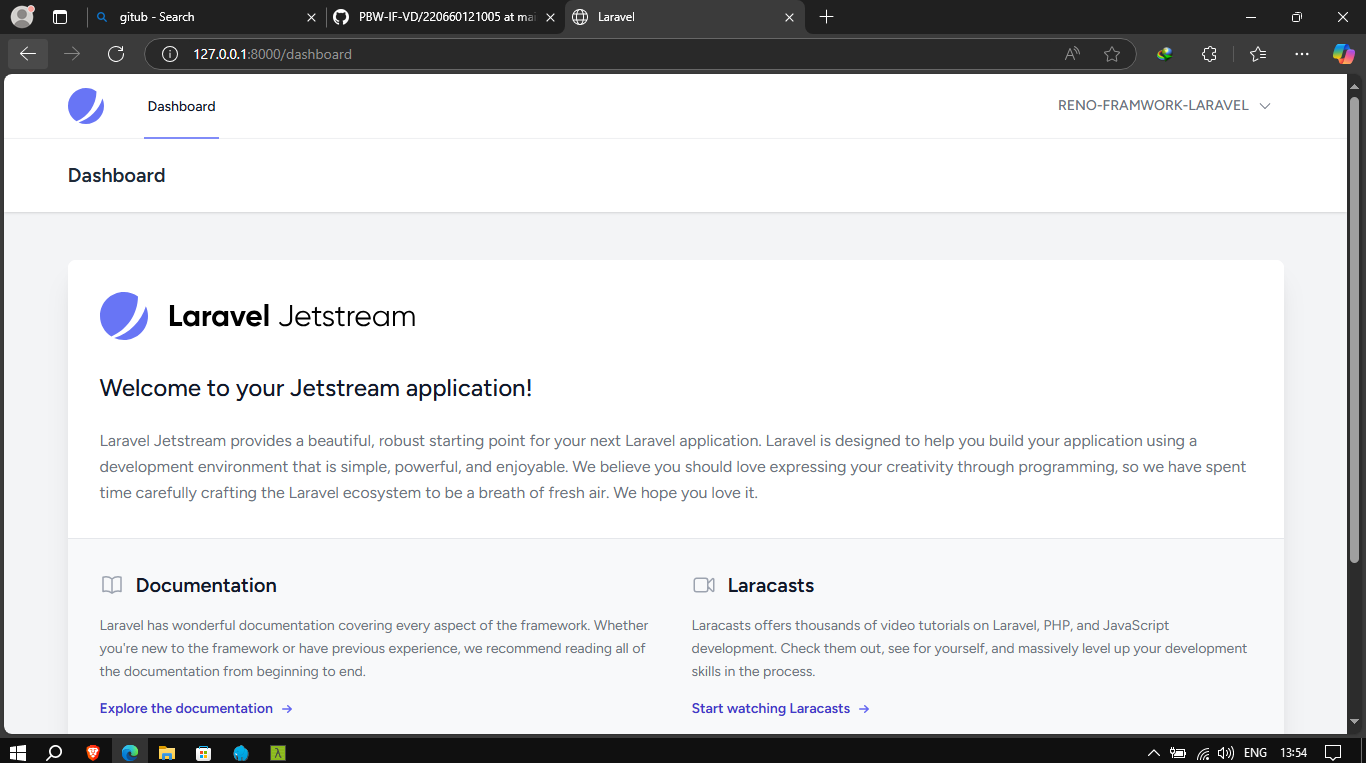 gitub - Search
PBW-IF-VD/220660121005 at mai
Laravel
127.0.0.1:8000/dashboard
Dashboard
RENO-FRAMWORK-LARAVEL
Dashboard
Laravel Jetstream
Welcome to your Jetstream application!
Laravel Jetstream provides a beautiful, robust starting point for your next Laravel application. Laravel is designed to help you build your application using a
development environment that is simple, powerful, and enjoyable. We believe you should love expressing your creativity through programming, so we have spent
time carefully crafting the Laravel ecosystem to be a breath of fresh air. We hope you love it.
Documentation
Laravel has wonderful documentation covering every aspect of the framework. Whether
you're new to the framework or have previous experience, we recommend reading all of
the documentation from beginning to end.
Explore the documentation →
Laracasts
Laracasts offers thousands of video tutorials on Laravel, PHP, and JavaScript
development. Check them out, see for yourself, and massively level up your development
skills in the process.
Start watching Laracasts →
ENG
13:54